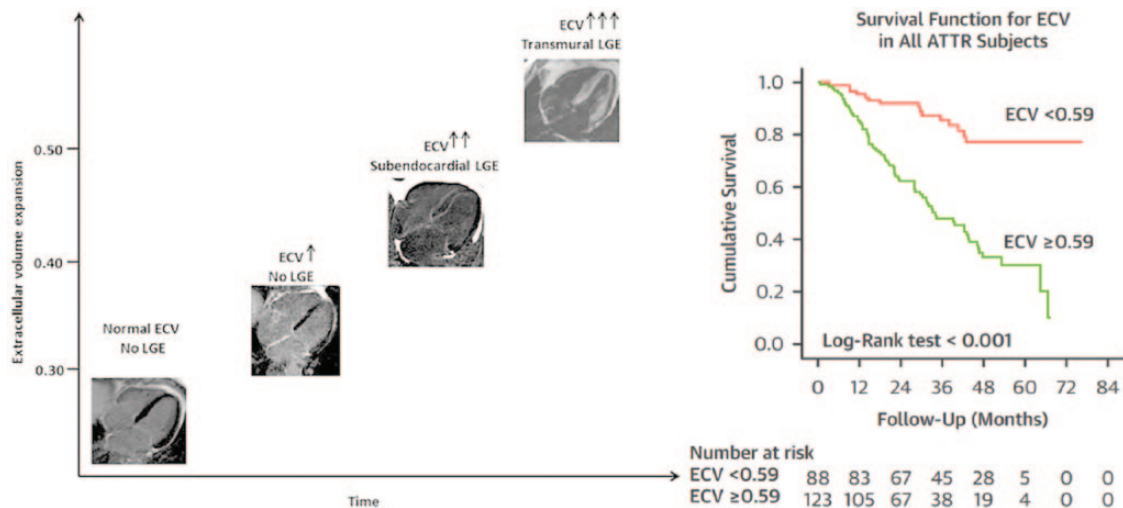 Extracellular volume expansion
0.50
0.40
0.30
Normal ECV
No LGE
ECV ↑
No LGE
ECV ↑↑
Subendocardial LGE
ECV ↑↑↑
Transmural LGE
Time
Survival Function for ECV
in All ATTR Subjects
Cumulative Survival
1.0
0.8
0.6
0.4
0.2
0.0
ECV <0.59
ECV ≥0.59
Log-Rank test < 0.001
0 12 24 36 48 60 72 84
Follow-Up (Months)
Number at risk
ECV <0.59 88 83 67 45 28 5 0 0
ECV ≥0.59 123 105 67 38 19 4 0 0